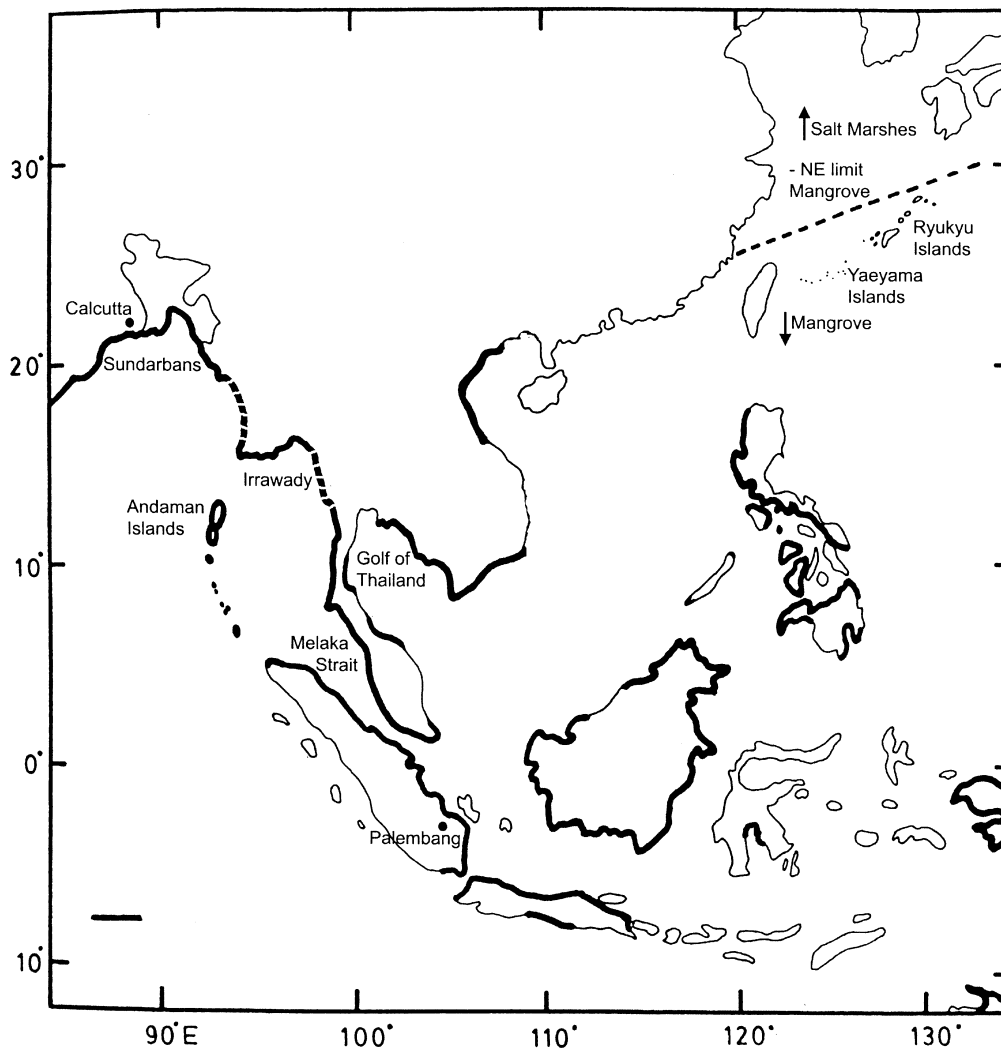 Salt Marshes
30°
- NE limit
Mangrove
Ryukyu
Islands
Yaeyama
Islands
Calcutta
Mangrove
20°
Sundarbans
Irrawady
Andaman
Islands
10°
Golf of
Thailand
Melaka
Strait
0°
Palembang
10°
90°E
100°
110°
120°
130°